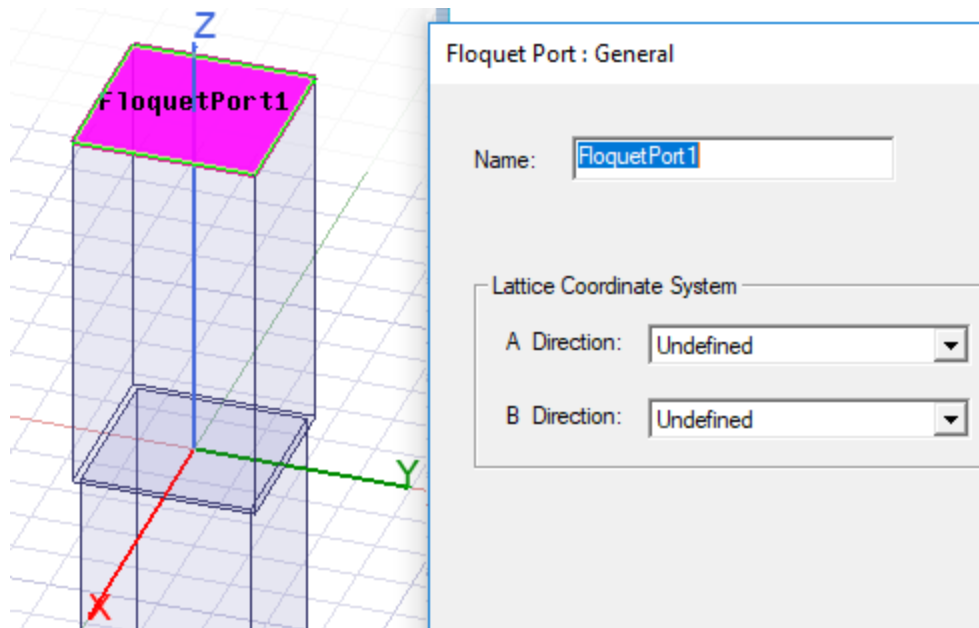 Z
FloquetPort1
Y
X
Floquet Port : General
Name: FloquetPort1
Lattice Coordinate System
A Direction: Undefined
B Direction: Undefined